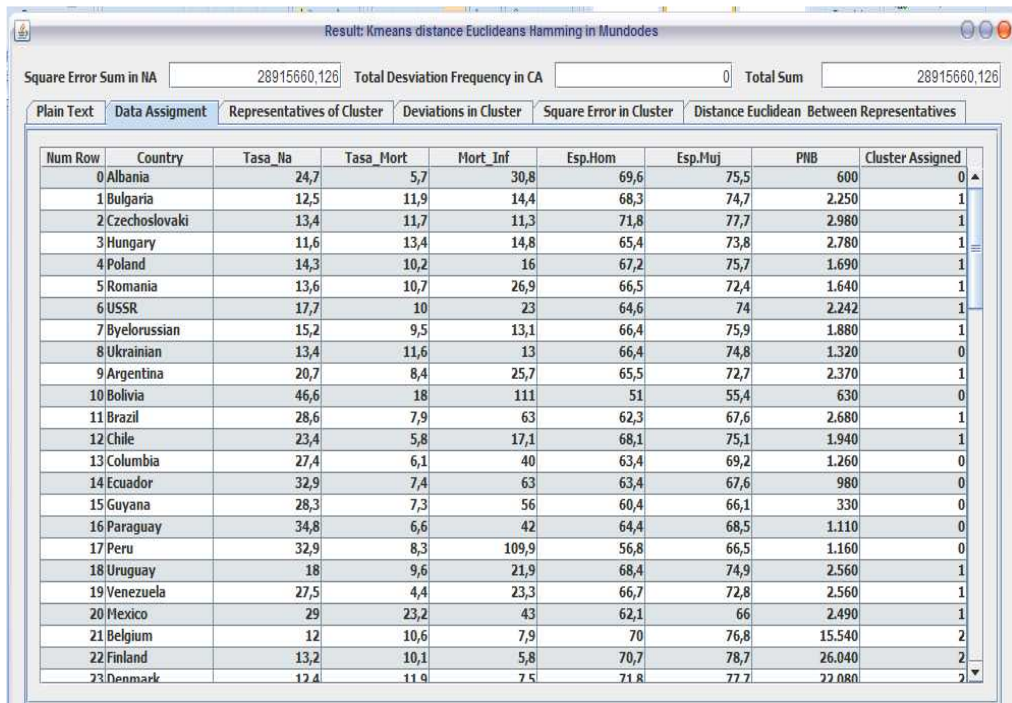 Result: Kmeans distance Euclideans Hamming in Mundodes
Square Error Sum in NA 28915660,126 Total Desviation Frequency in CA 0 Total Sum 28915660,126
Plain Text Data Assigment Representatives of Cluster Deviations in Cluster Square Error in Cluster Distance Euclidean Between Representatives
Num Row Country Tasa_Na Tasa_Mort Mort_Inf Esp.Hom Esp.Muj PNB Cluster Assigned
0 Albania 24,7 5,7 30,8 69,6 75,5 600 0
1 Bulgaria 12,5 11,9 14,4 68,3 74,7 2.250 1
2 Czechoslovaki 13,4 11,7 11,3 71,8 77,7 2.980 1
3 Hungary 11,6 13,4 14,8 65,4 73,8 2.780 1
4 Poland 14,3 10,2 16 67,2 75,7 1.690 1
5 Romania 13,6 10,7 26,9 66,5 72,4 1.640 1
6 USSR 17,7 10 23 64,6 74 2.242 1
7 Byelorussian 15,2 9,5 13,1 66,4 75,9 1.880 1
8 Ukrainian 13,4 11,6 13 66,4 74,8 1.320 0
9 Argentina 20,7 8,4 25,7 65,5 72,7 2.370 1
10 Bolivia 46,6 18 111 51 55,4 630 0
11 Brazil 28,6 7,9 63 62,3 67,6 2.680 1
12 Chile 23,4 5,8 17,1 68,1 75,1 1.940 1
13 Columbia 27,4 6,1 40 63,4 69,2 1.260 0
14 Ecuador 32,9 7,4 63 63,4 67,6 980 0
15 Guyana 28,3 7,3 56 60,4 66,1 330 0
16 Paraguay 34,8 6,6 42 64,4 68,5 1.110 0
17 Peru 32,9 8,3 109,9 56,8 66,5 1.160 0
18 Uruguay 18 9,6 21,9 68,4 74,9 2.560 1
19 Venezuela 27,5 4,4 23,3 66,7 72,8 2.560 1
20 Mexico 29 23,2 43 62,1 66 2.490 1
21 Belgium 12 10,6 7,9 70 76,8 15.540 2
22 Finland 13,2 10,1 5,8 70,7 78,7 26.040 2
23 Denmark 12,4 11,9 7,5 71,8 77,7 22.080 2